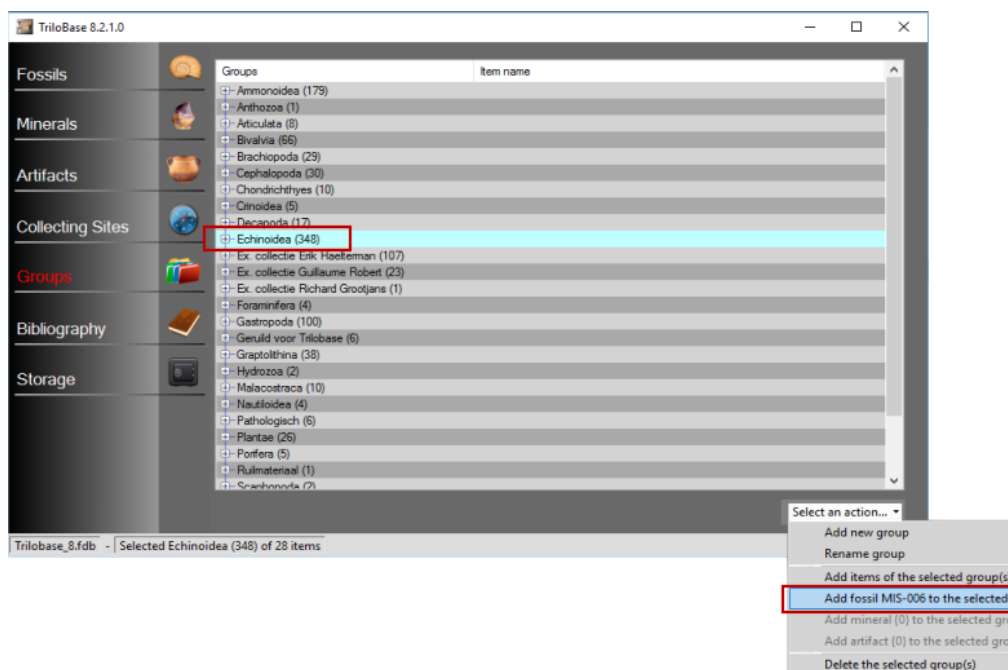 TriloBase 8.2.1.0
Fossils
Minerals
Artifacts
Collecting Sites
Groups
Bibliography
Storage
Groups Item name
Ammonoidea (179)
Anthozoa (1)
Articulata (8)
Bivalvia (66)
Brachiopoda (29)
Cephalopoda (30)
Chondrichthyes (10)
Crinoidea (5)
Decapoda (17)
Echinoidea (348)
Ex. collectie Erik Haelterman (107)
Ex. collectie Guillaume Robert (23)
Ex. collectie Richard Grootjans (1)
Foraminifera (4)
Gastropoda (100)
Geruild voor Trilobase (6)
Graptolithina (38)
Hydrozoa (2)
Malacostraca (10)
Nautiloidea (4)
Pathologisch (6)
Plantae (26)
Porifera (5)
Ruilmateriaal (1)
Scaphopoda (2)
Select an action...
Trilobase_8.fdb - Selected Echinoidea (348) of 28 items
Add new group
Rename group
Add items of the selected group(s
Add fossil MIS-006 to the selected
Add mineral {0} to the selected gro
Add artifact {0} to the selected gro
Delete the selected group(s)